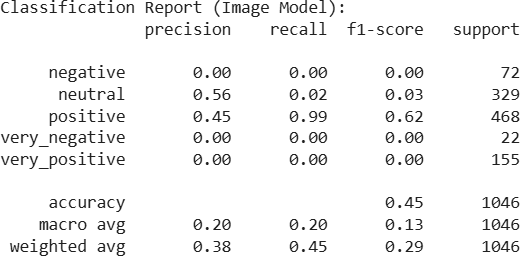 Classification Report (Image Model):
precision recall f1-score support
negative 0.00 0.00 0.00 72
neutral 0.56 0.02 0.03 329
positive 0.45 0.99 0.62 468
very_negative 0.00 0.00 0.00 22
very_positive 0.00 0.00 0.00 155
accuracy 0.45 1046
macro avg 0.20 0.20 0.13 1046
weighted avg 0.38 0.45 0.29 1046